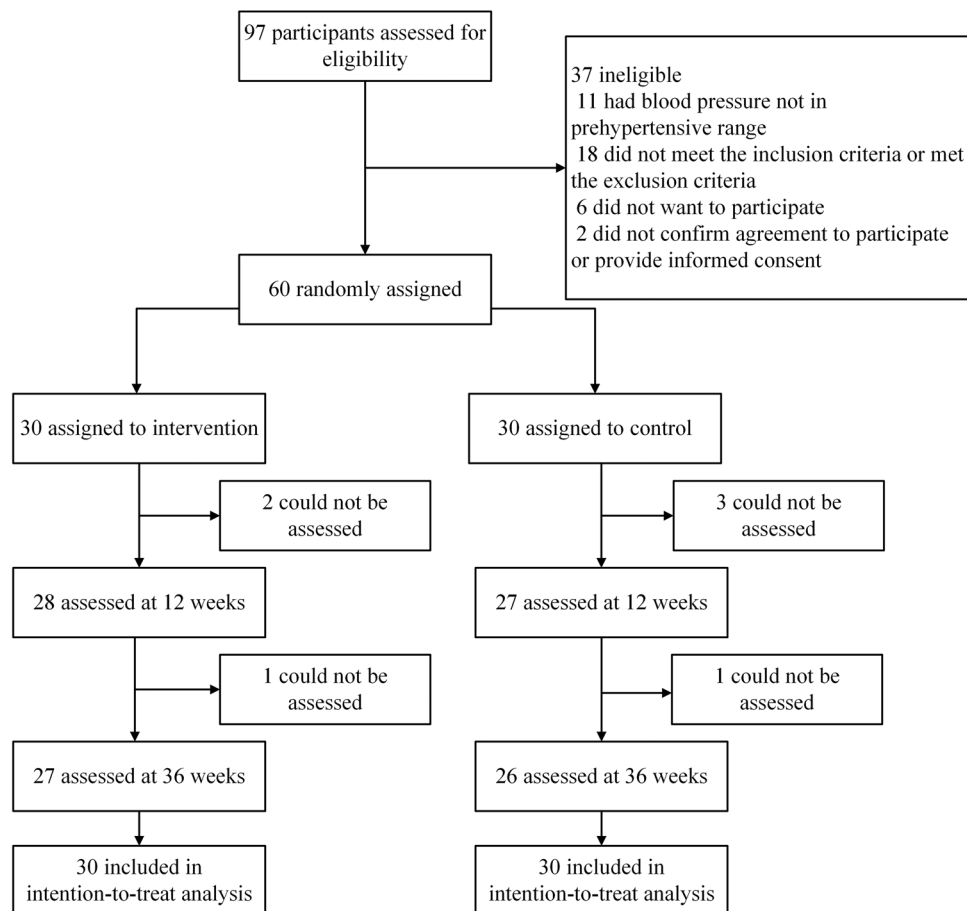 97 participants assessed for
eligibility
37 ineligible
11 had blood pressure not in
prehypertensive range
18 did not meet the inclusion criteria or met
the exclusion criteria
6 did not want to participate
2 did not confirm agreement to participate
or provide informed consent
60 randomly assigned
30 assigned to intervention
30 assigned to control
2 could not be
assessed
3 could not be
assessed
28 assessed at 12 weeks
27 assessed at 12 weeks
1 could not be
assessed
1 could not be
assessed
27 assessed at 36 weeks
26 assessed at 36 weeks
30 included in
intention-to-treat analysis
30 included in
intention-to-treat analysis